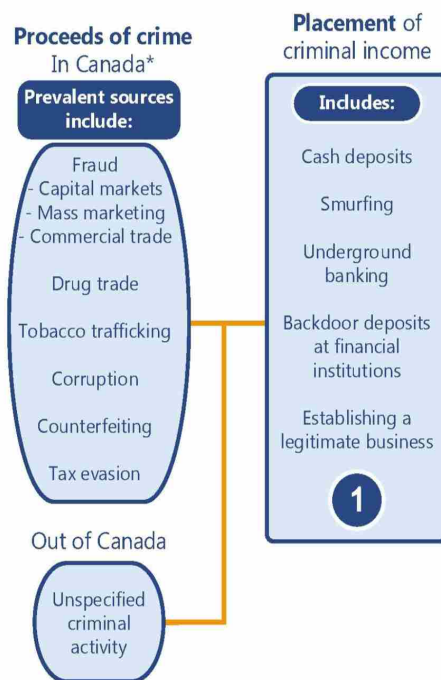 Proceeds of crime
In Canada*
Prevalent sources
include:
Fraud
- Capital markets
- Mass marketing
- Commercial trade
Drug trade
Tobacco trafficking
Corruption
Counterfeiting
Tax evasion
Out of Canada
Unspecified
criminal
activity
Placement of
criminal income
Includes:
Cash deposits
Smurfing
Underground
banking
Backdoor deposits
at financial
institutions
Establishing a
legitimate business
1